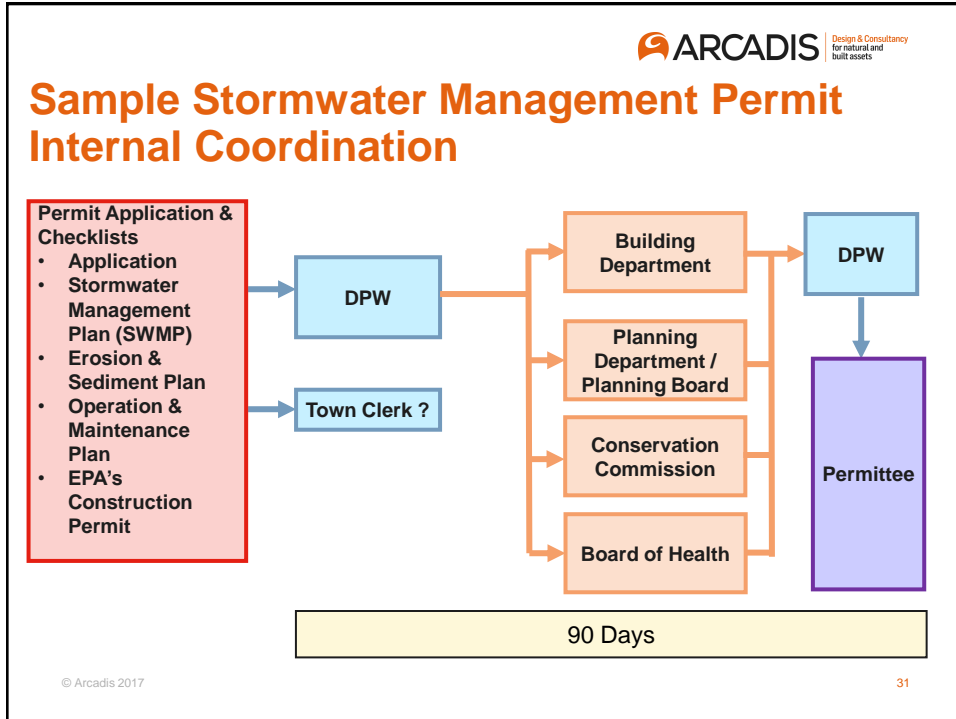 ARCADIS
Design & Consultancy
for natural and
built assets
Sample Stormwater Management Permit
Internal Coordination
Permit Application &
Checklists
• Application
• Stormwater
Management
Plan (SWMP)
• Erosion &
Sediment Plan
• Operation &
Maintenance
Plan
• EPA's
Construction
Permit
DPW
Town Clerk ?
Building
Department
Planning
Department /
Planning Board
Conservation
Commission
Board of Health
DPW
Permittee
90 Days
© Arcadis 2017
31